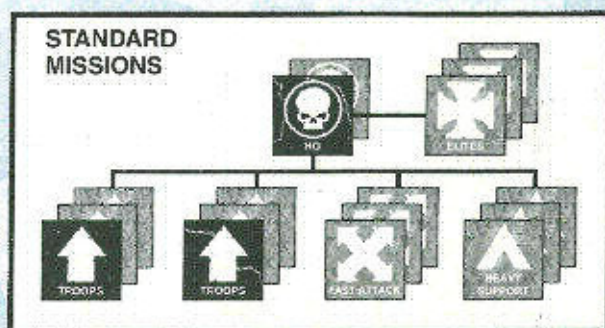 STANDARD
MISSIONS
HQ
ELITES
TROOPS
TROOPS
FAST ATTACK
HEAVY
SUPPORT